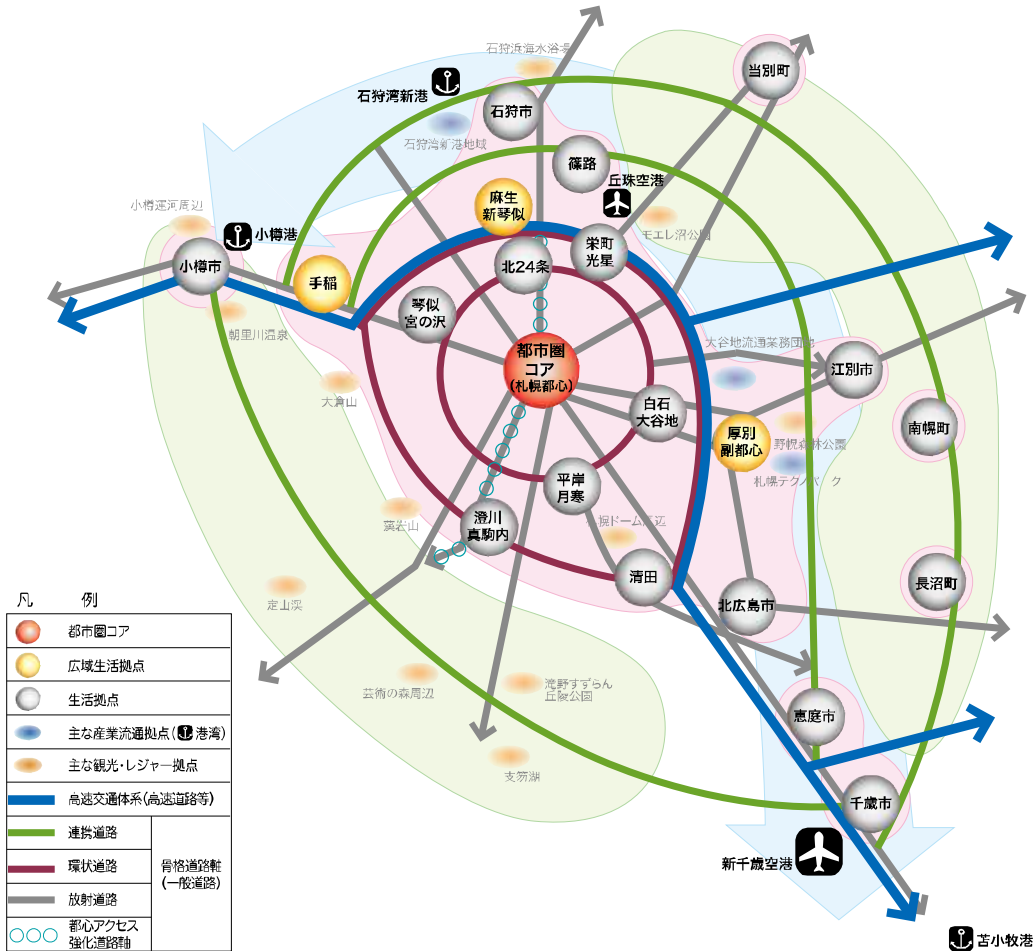 石狩浜海水浴場
当別町
石狩湾新港
石狩市
石狩湾新港地域
篠路
丘珠空港
麻生
新琴似
小樽運河周辺
モエレ沼公園
小樽港
栄町
光星
小樽市
北24条
手稲
琴似
宮の沢
朝里川温泉
大谷地流通業務団地
都市圏
コア
(札幌都心)
江別市
大倉山
白石
大谷地
南幌町
厚別
副都心
野幌森林公園
札幌テクノパーク
平岸
月寒
藻岩山
澄川
真駒内
札幌ドーム周辺
清田
長沼町
定山渓
北広島市
芸術の森周辺
滝野すずらん
丘陵公園
恵庭市
支笏湖
千歳市
新千歳空港
苫小牧港
凡 例
都市圏コア
広域生活拠点
生活拠点
主な産業流通拠点(港湾)
主な観光・レジャー拠点
高速交通体系(高速道路等)
連携道路
環状道路
骨格道路軸
(一般道路)
放射道路
都心アクセス
強化道路軸